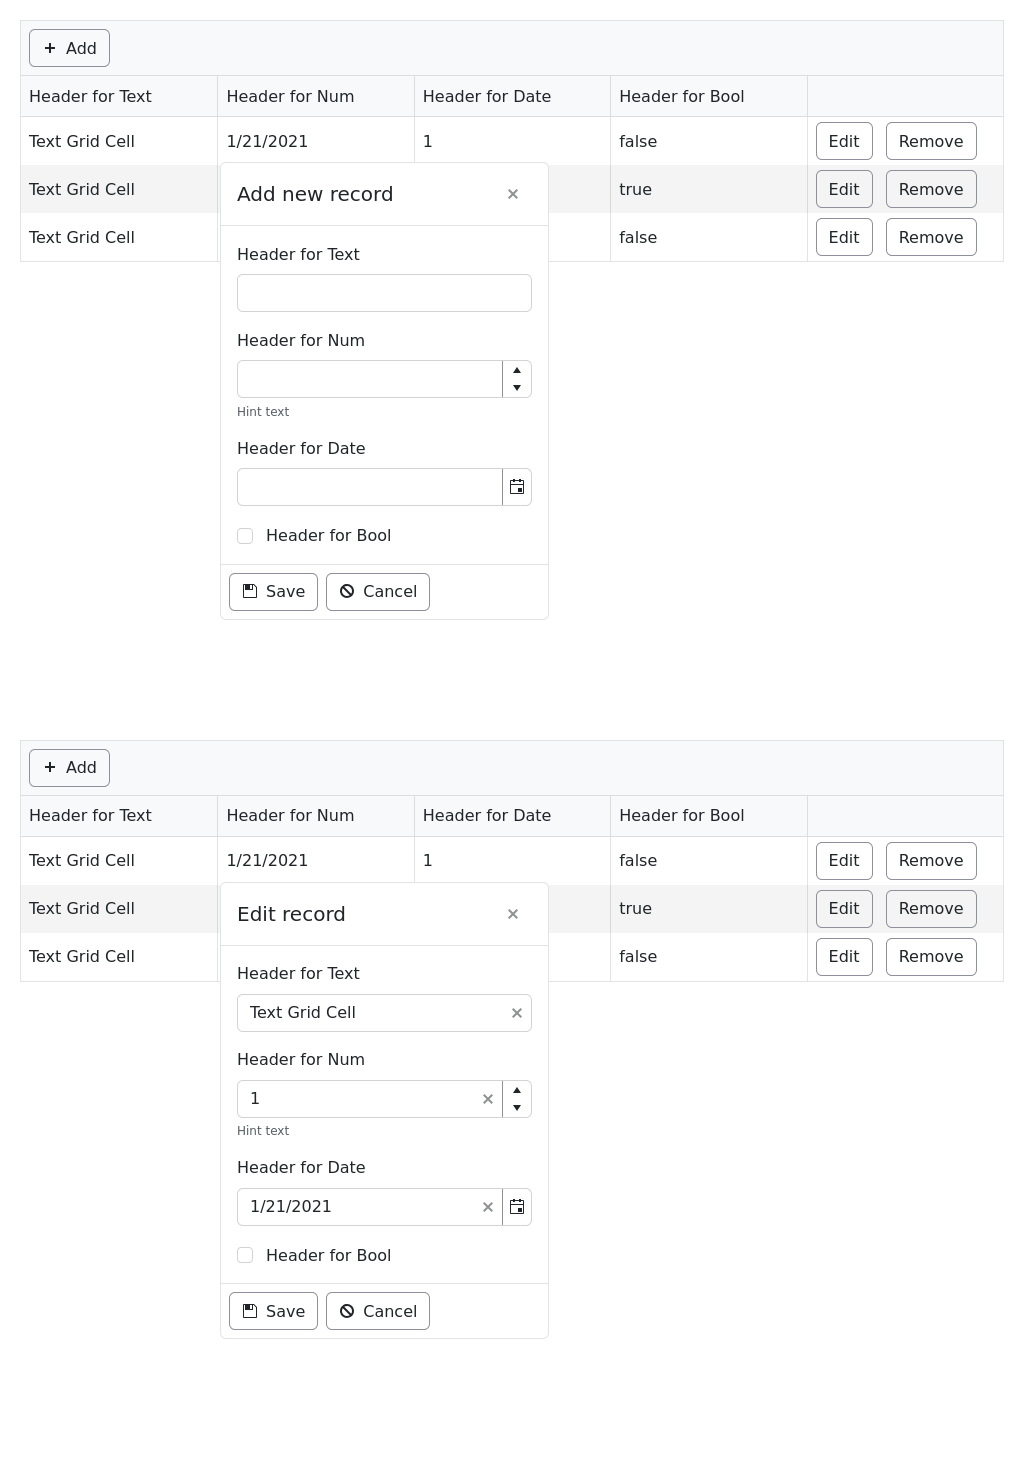 Add
Header for Text Header for Num Header for Date Header for Bool
Text Grid Cell 1/21/2021 1 false Edit Remove
Text Grid Cell true Edit Remove
Text Grid Cell false Edit Remove
Add new record
Header for Text
Header for Num
Hint text
Header for Date
Header for Bool
Save Cancel
Add
Header for Text Header for Num Header for Date Header for Bool
Text Grid Cell 1/21/2021 1 false Edit Remove
Text Grid Cell true Edit Remove
Text Grid Cell false Edit Remove
Edit record
Header for Text
Text Grid Cell
Header for Num
1
Hint text
Header for Date
1/21/2021
Header for Bool
Save Cancel